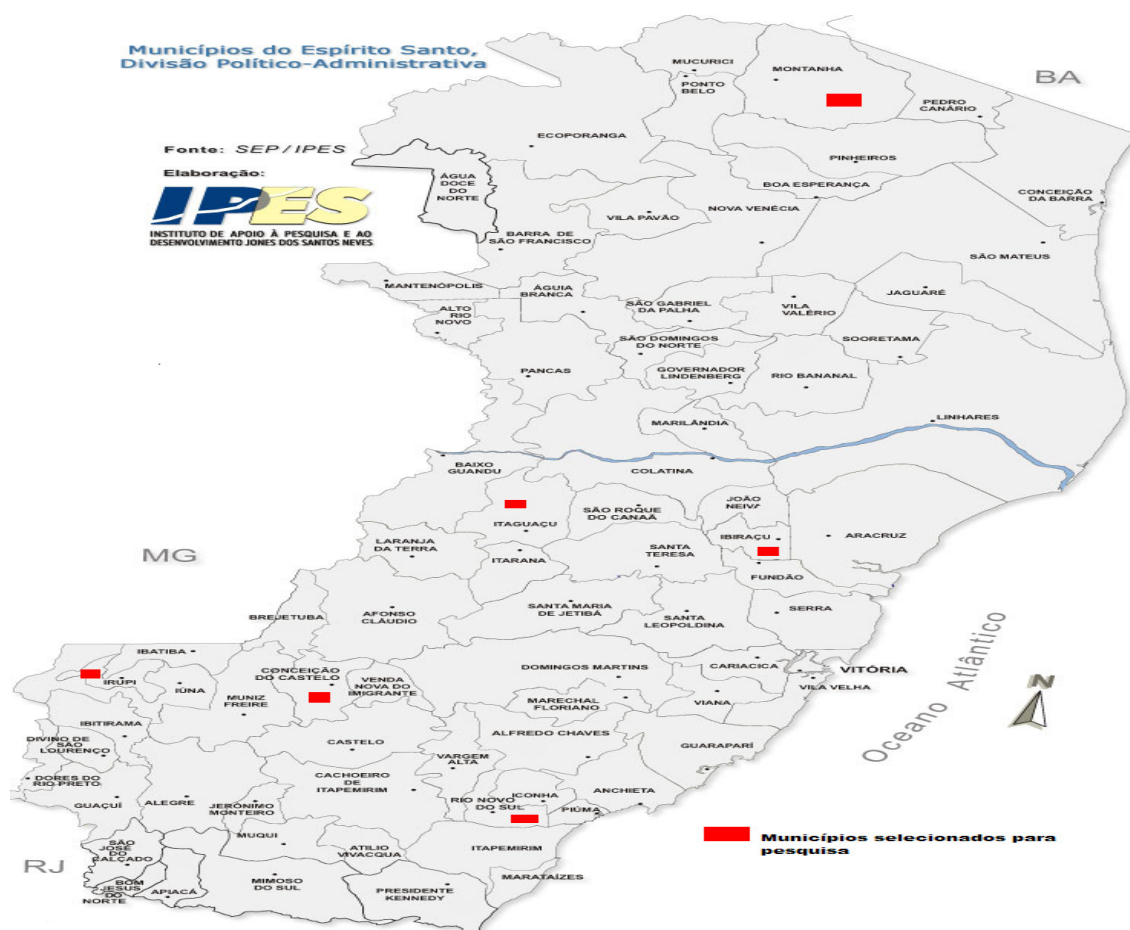 Municípios do Espírito Santo,
Divisão Político-Administrativa
Fonte: SEP/IPES
Elaboração:
IPES
INSTITUTO DE APOIO À PESQUISA E AO
DESENVOLVIMENTO JONES DOS SANTOS NEVES
BA
MUCURICI
PONTO
BELO
MONTANHA
PEDRO
CANÁRIO
ECOPORANGA
PINHEIROS
ÁGUA
DOCE
DO
NORTE
BOA ESPERANÇA
CONCEIÇÃO
DA BARRA
VILA PAVÃO
NOVA VENÉCIA
BARRA DE
SÃO FRANCISCO
SÃO MATEUS
MANTENÓPOLIS
ÁGUIA
BRANCA
JAGUARÉ
SÃO GABRIEL
DA PALHA
VILA
VALÉRIO
ALTO
RIO
NOVO
SOORETAMA
SÃO DOMINGOS
DO NORTE
PANCAS
GOVERNADOR
LINDENBERG
RIO BANANAL
MARILÂNDIA
LINHARES
BAIXO
GUANDU
COLATINA
JOÃO
NEIVA
ITAGUAÇU
SÃO ROQUE
DO CANAÃ
IBIRAÇU
ARACRUZ
LARANJA
DA TERRA
ITARANA
SANTA
TERESA
FUNDÃO
MG
BREJETUBA
AFONSO
CLÁUDIO
SANTA MARIA
DE JETIBÁ
SANTA
LEOPOLDINA
SERRA
IBATIBA
IRUPI
IÚNA
CONCEIÇÃO
DO CASTELO
VENDA
NOVA DO
IMIGRANTE
DOMINGOS MARTINS
CARIACICA
VITÓRIA
VILA VELHA
VIANA
Oceano Atlântico
N
MUNIZ
FREIRE
MARECHAL
FLORIANO
IBITIRAMA
DIVINO DE
SÃO
LOURENÇO
CASTELO
ALFREDO CHAVES
GUARAPARÍ
VARGEM
ALTA
DORES DO
RIO PRETO
CACHOEIRO
DE
ITAPEMIRIM
GUAÇUÍ
ALEGRE
JERÔNIMO
MONTEIRO
RIO NOVO
DO SUL
ICONHA
PIÚMA
ANCHIETA
MUQUI
ATILIO
VIVACQUA
ITAPEMIRIM
SÃO
JOSÉ
DO
CALÇADO
RJ
BOM
JESUS
DO
NORTE
APIACÁ
MIMOSO
DO SUL
PRESIDENTE
KENNEDY
MARATAÍZES
Municípios selecionados para
pesquisa